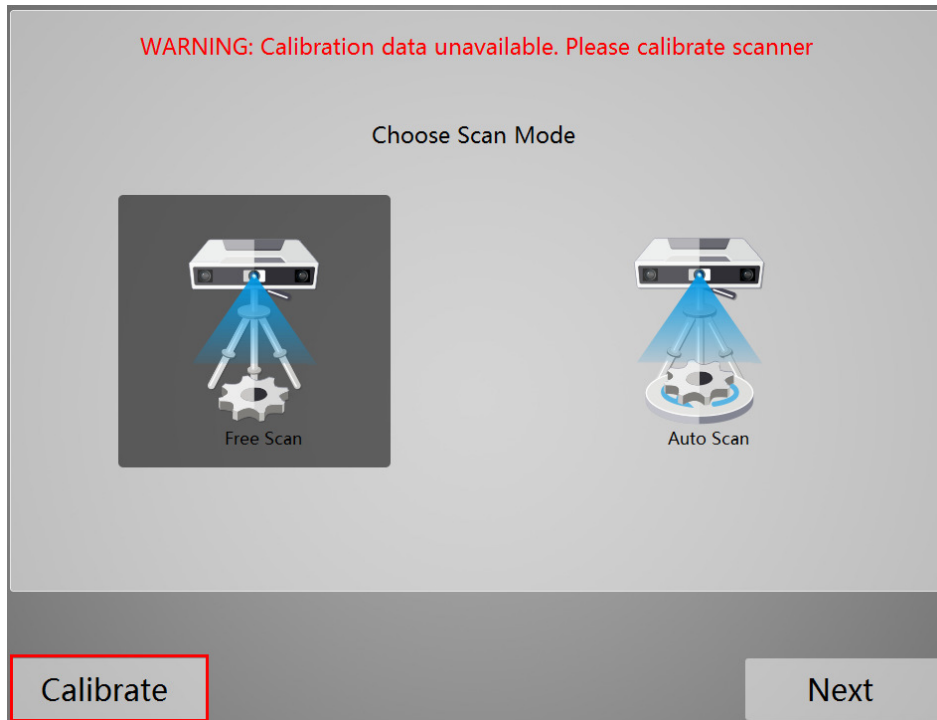 WARNING: Calibration data unavailable. Please calibrate scanner
Choose Scan Mode
Free Scan
Auto Scan
Calibrate
Next